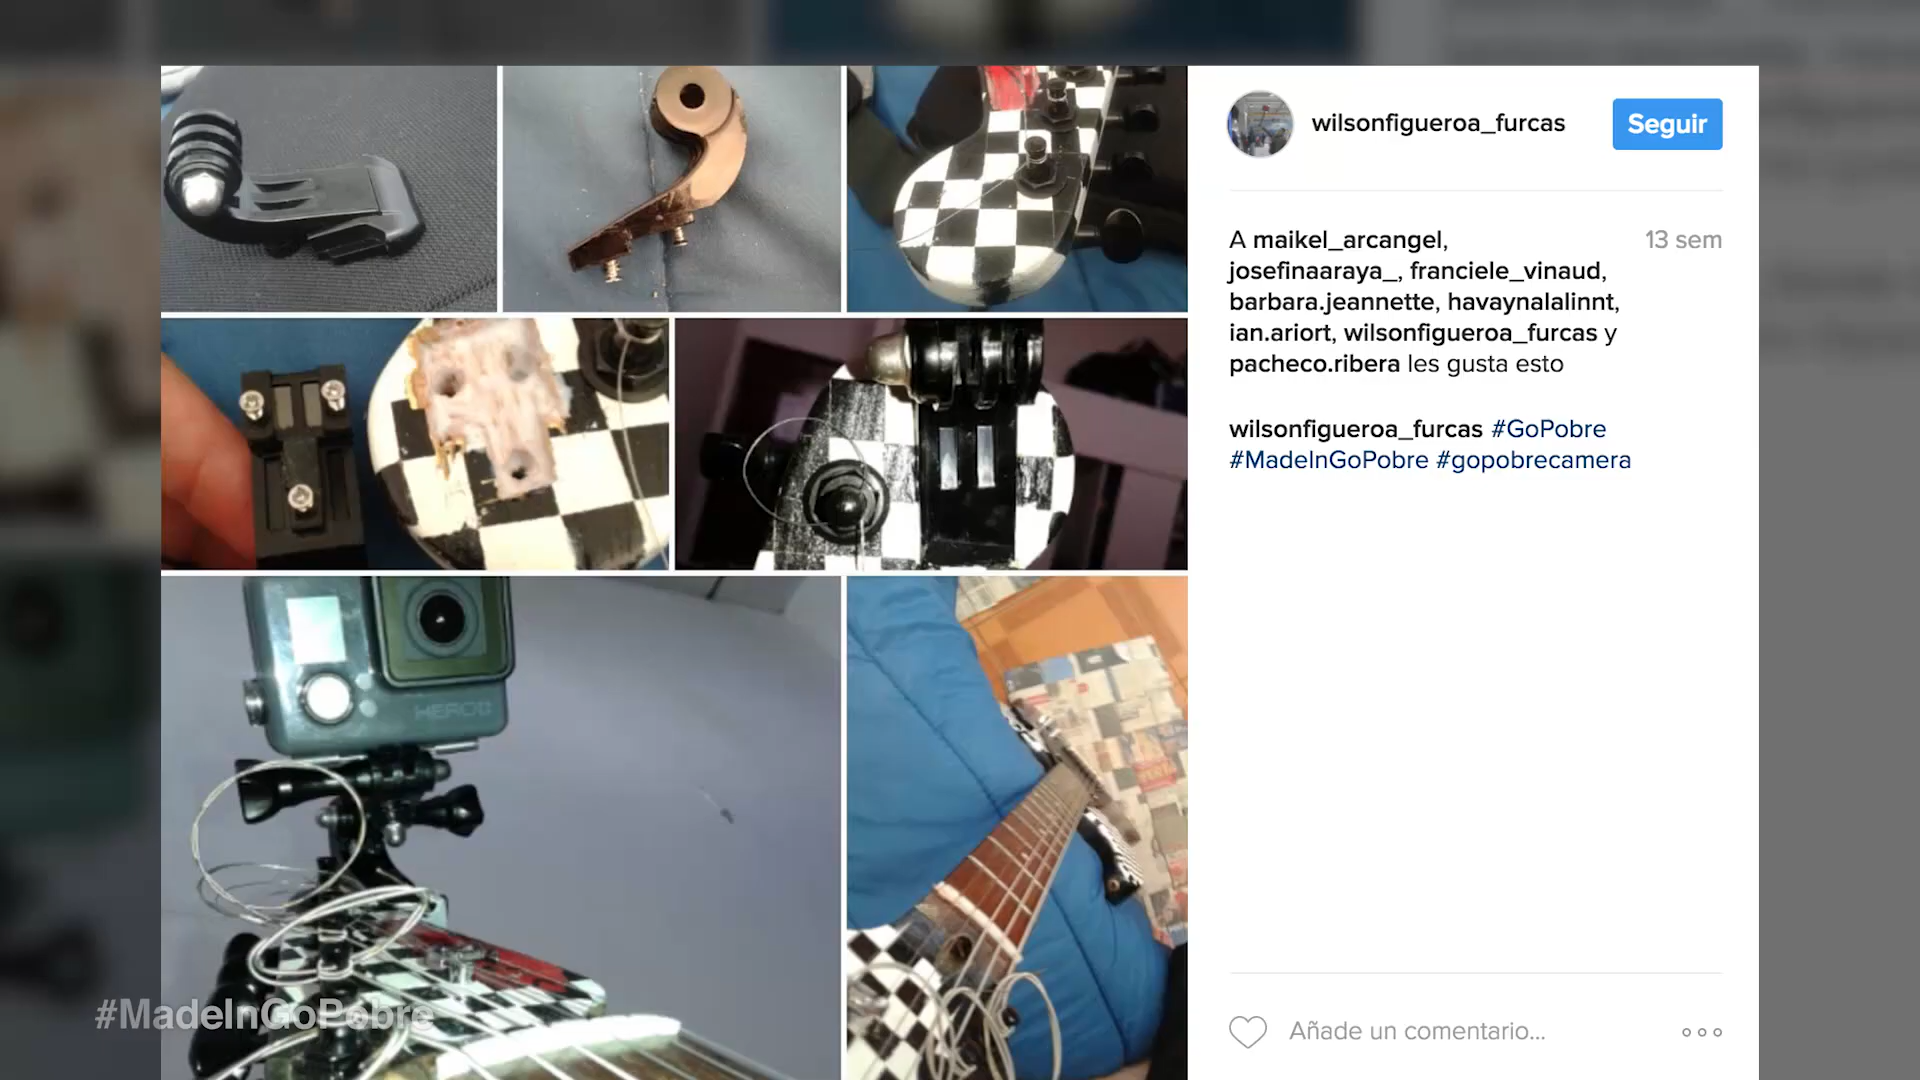 wilsonfigueroa_furcas
Seguir
A maikel_arcangel,
13 sem
josefinaaraya_, franciele_vinaud,
barbara.jeannette, havaynalalinnt,
ian.ariort, wilsonfigueroa_furcas y
pacheco.ribera les gusta esto
wilsonfigueroa_furcas #GoPobre
#MadeInGoPobre #gopobrecamera
HERO
#MadeInGoPobre
Añade un comentario...